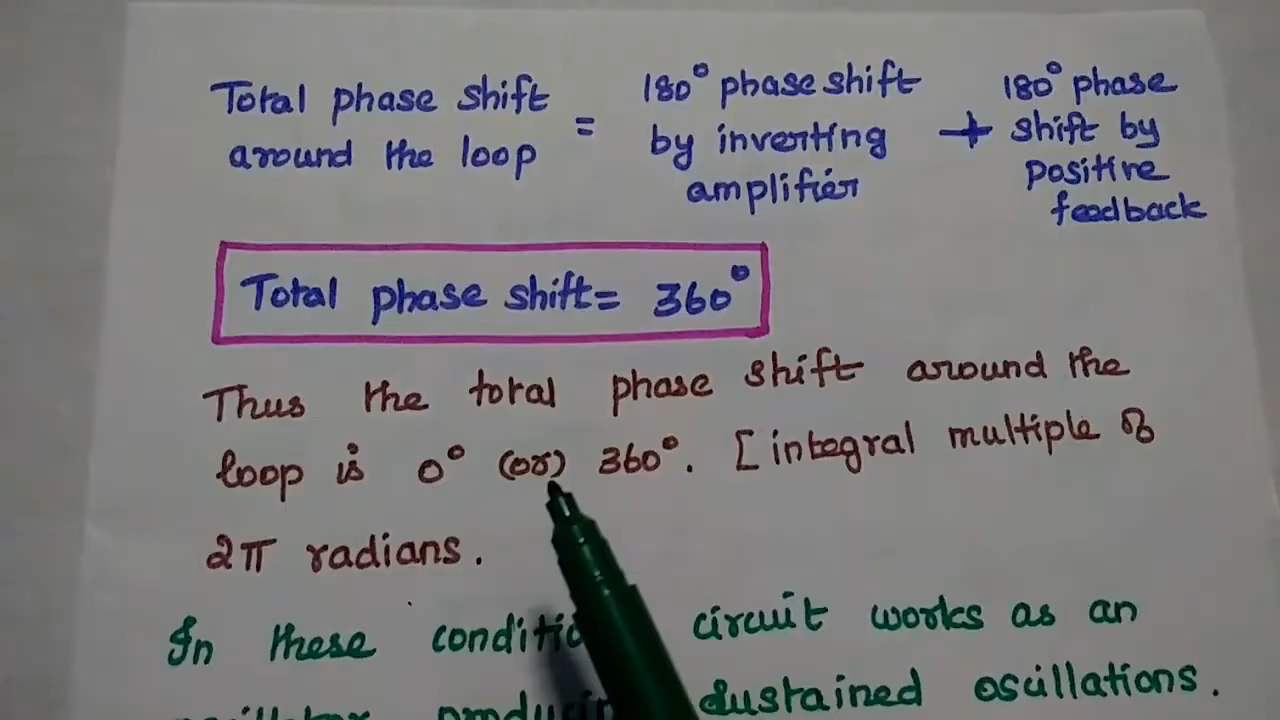 Total phase shift around the loop = 180° phase shift by inverting amplifier + 180° phase shift by positive feedback
Total phase shift = 360°
Thus the total phase shift around the
loop is 0° (or) 360°. [integral multiple of
2π radians.
In these circuit works as an
sustained oscillations.